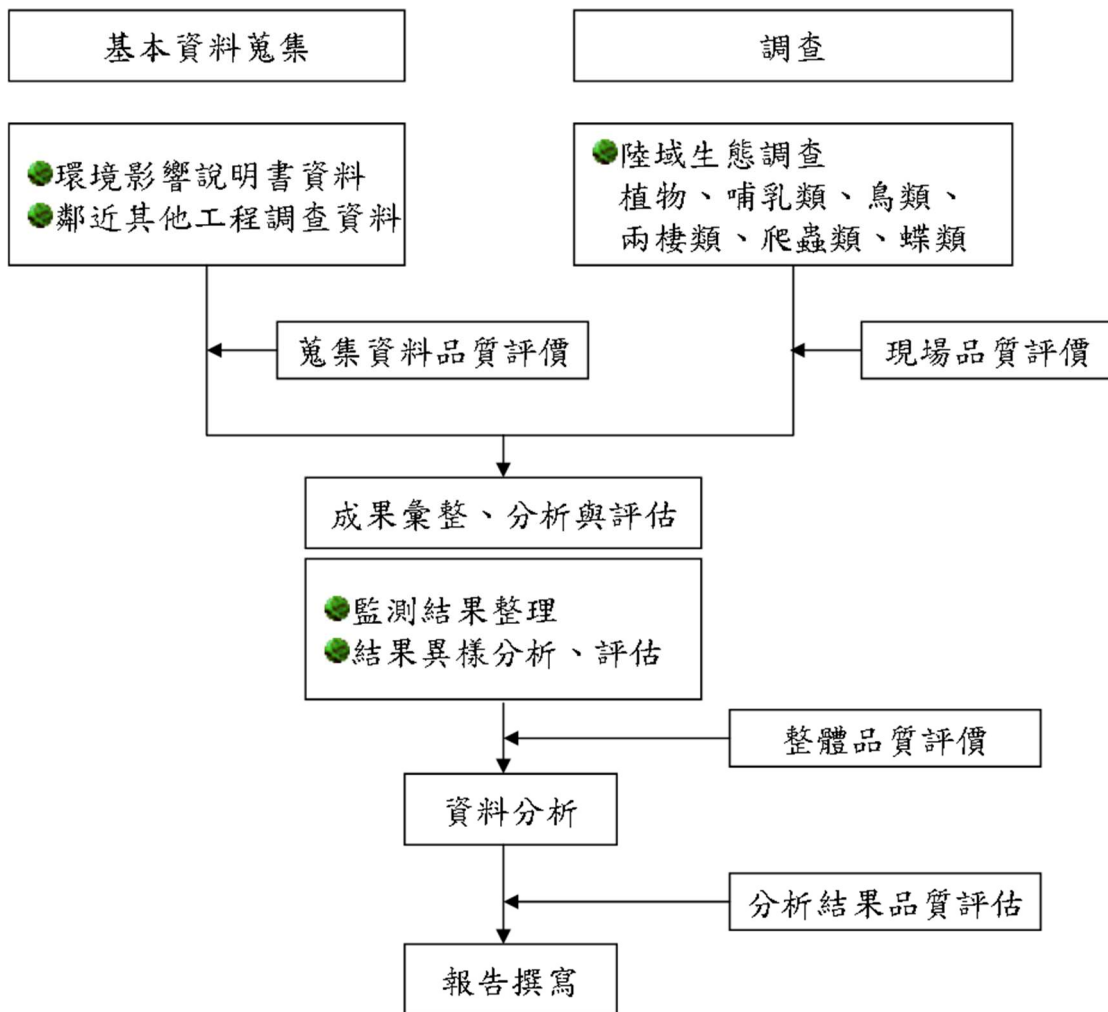 基本資料蒐集
調查
環境影響說明書資料
鄰近其他工程調查資料
陸域生態調查
植物、哺乳類、鳥類、
兩棲類、爬蟲類、蝶類
蒐集資料品質評價
現場品質評價
成果彙整、分析與評估
監測結果整理
結果異樣分析、評估
整體品質評價
資料分析
分析結果品質評估
報告撰寫